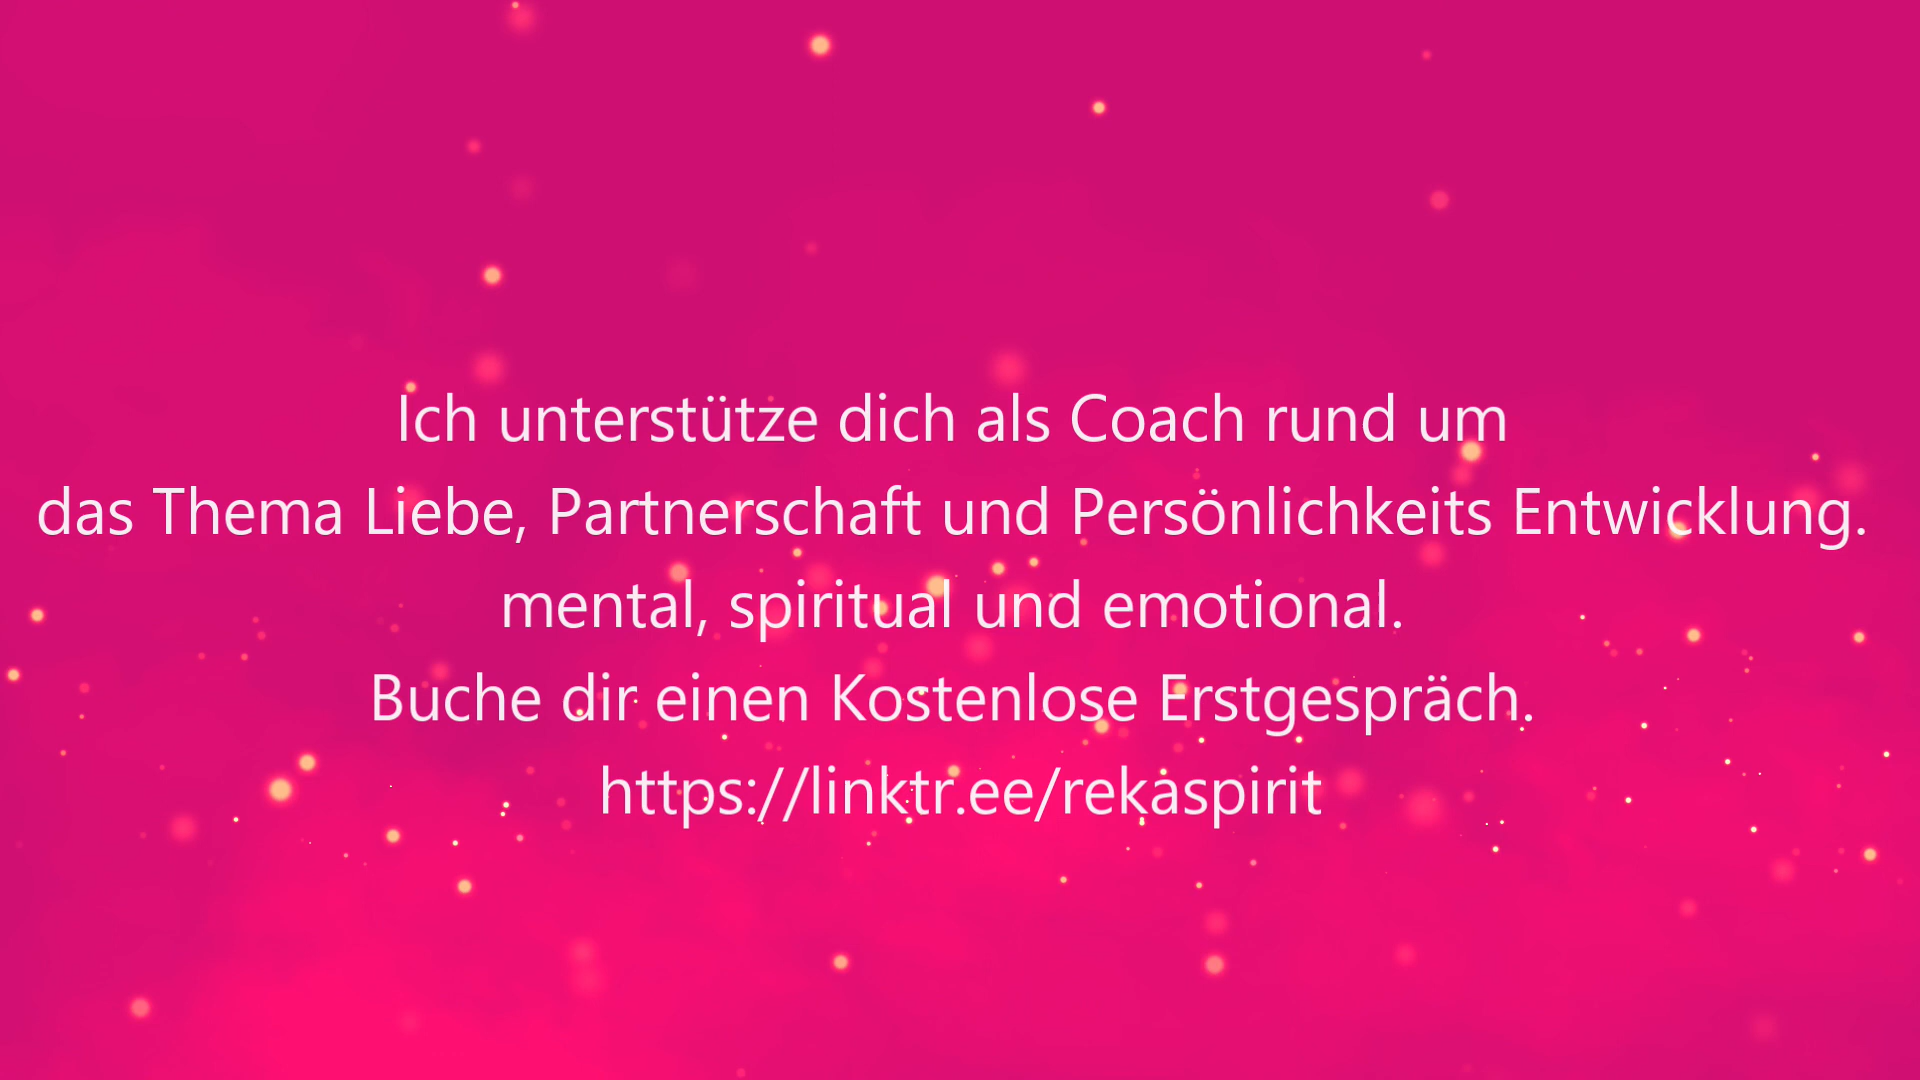 Ich unterstütze dich als Coach rund um
das Thema Liebe, Partnerschaft und Persönlichkeits Entwicklung.
mental, spiritual und emotional.
Buche dir einen Kostenlose Erstgespräch.
https://linktr.ee/rekaspirit